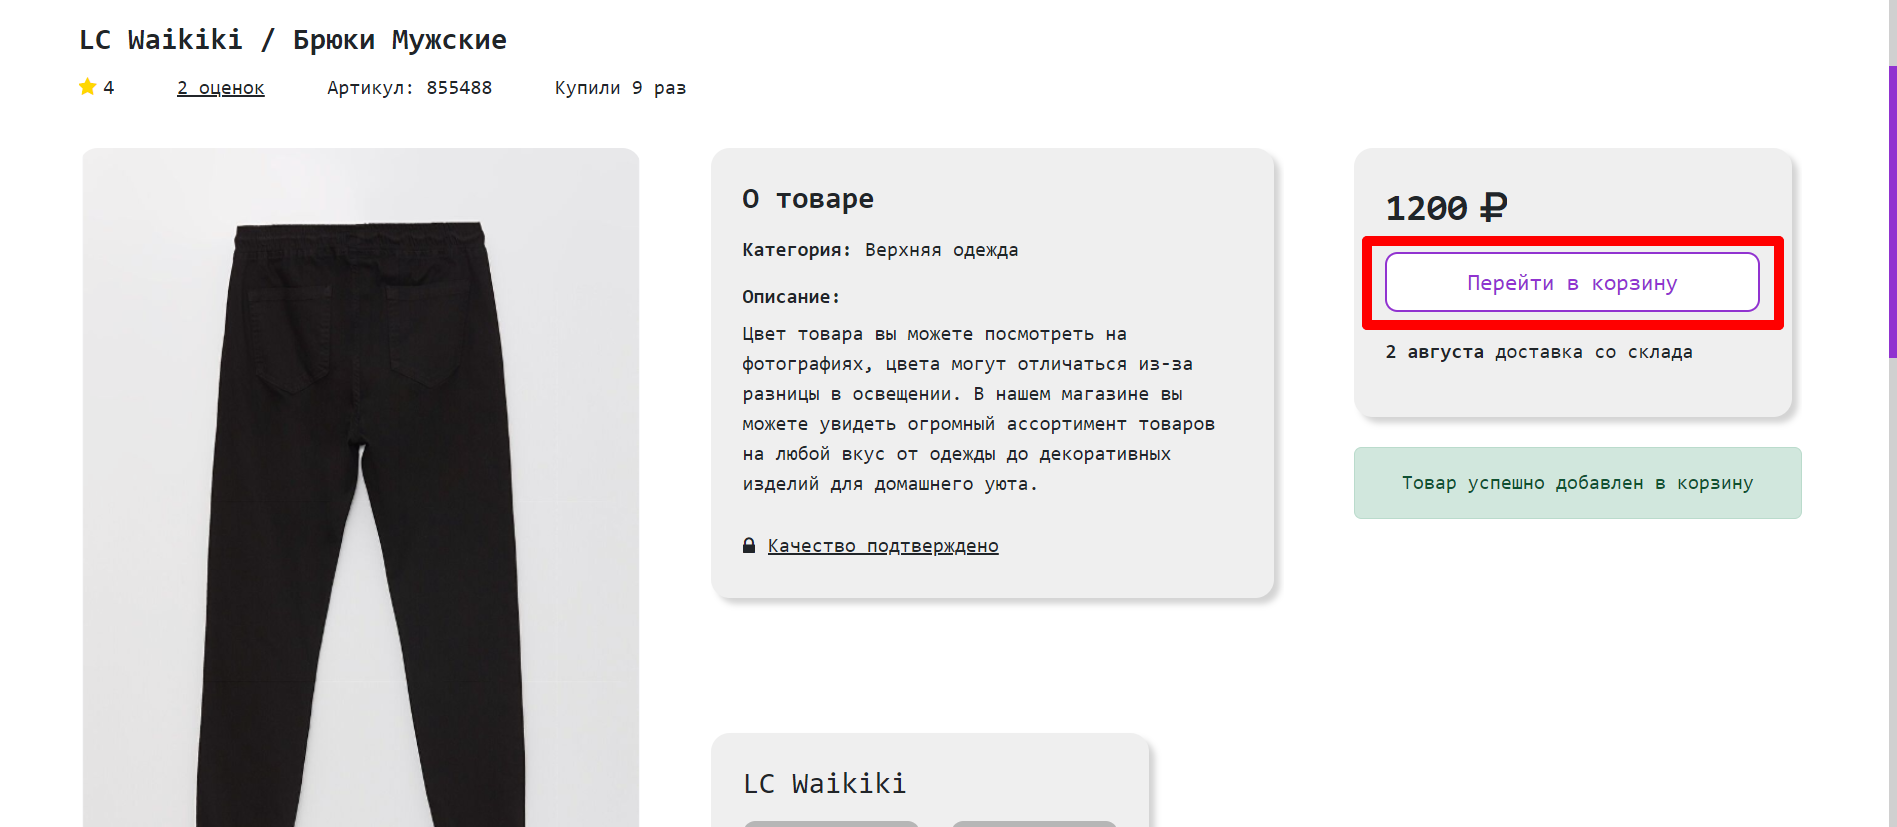 LC Waikiki / Брюки Мужские
4 2 оценок Артикул: 855488 Купили 9 раз
О товаре
Категория: Верхняя одежда
Описание:
Цвет товара вы можете посмотреть на
фотографиях, цвета могут отличаться из-за
разницы в освещении. В нашем магазине вы
можете увидеть огромный ассортимент товаров
на любой вкус от одежды до декоративных
изделий для домашнего уюта.
Качество подтверждено
1200 ₽
Перейти в корзину
2 августа доставка со склада
Товар успешно добавлен в корзину
LC Waikiki